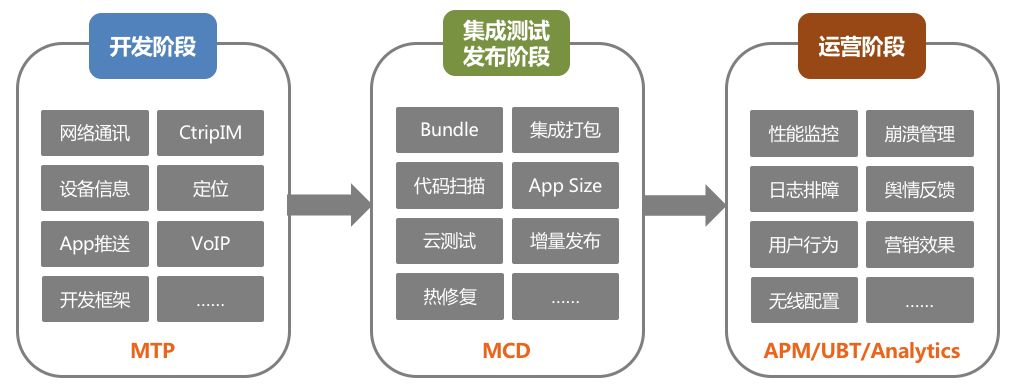 开发阶段
网络通讯 CtripIM
设备信息 定位
App推送 VoIP
开发框架 ……
MTP
集成测试
发布阶段
Bundle 集成打包
代码扫描 App Size
云测试 增量发布
热修复 ……
MCD
运营阶段
性能监控 崩溃管理
日志排障 舆情反馈
用户行为 营销效果
无线配置 ……
APM/UBT/Analytics